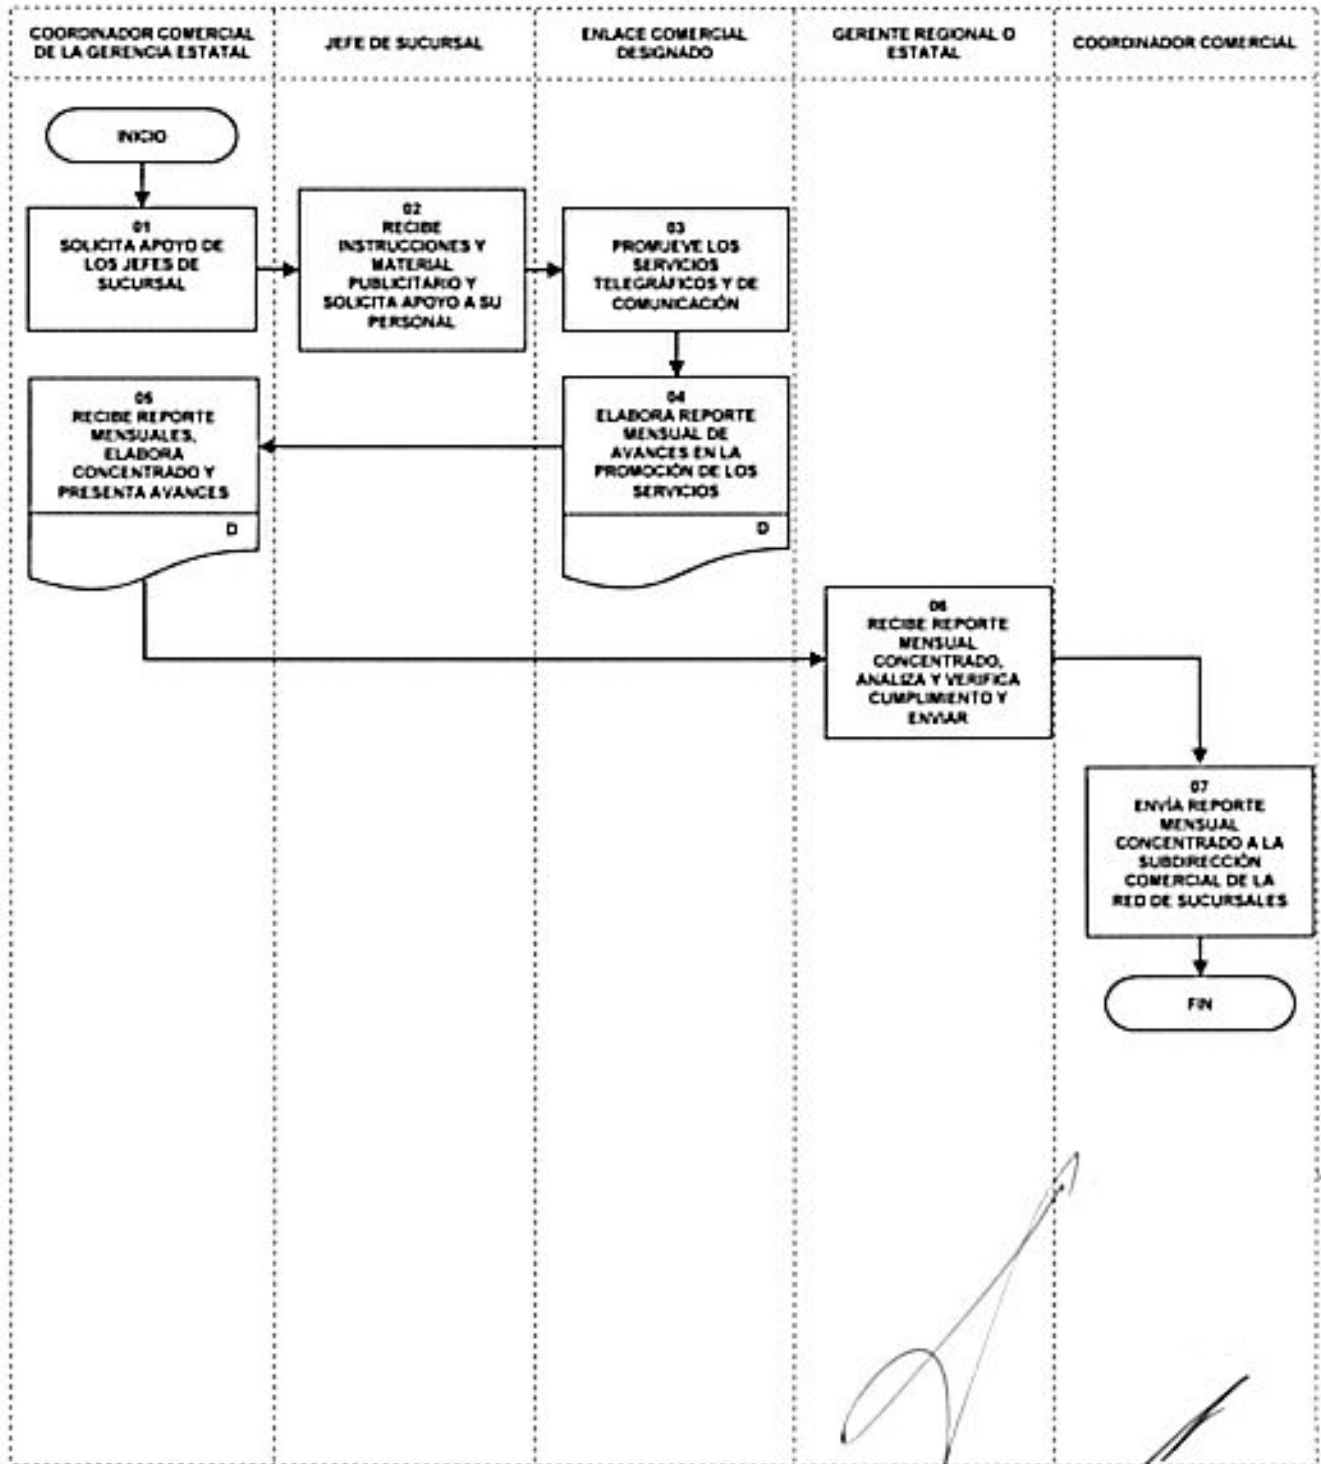 COORDINADOR COMERCIAL
DE LA GERENCIA ESTATAL
JEFE DE SUCURSAL
ENLACE COMERCIAL
DESIGNADO
GERENTE REGIONAL O
ESTATAL
COORDINADOR COMERCIAL
INICIO
01
SOLICITA APOYO DE
LOS JEFES DE
SUCURSAL
02
RECIBE
INSTRUCCIONES Y
MATERIAL
PUBLICITARIO Y
SOLICITA APOYO A SU
PERSONAL
03
PROMUEVE LOS
SERVICIOS
TELEGRÁFICOS Y DE
COMUNICACIÓN
04
ELABORA REPORTE
MENSUAL DE
AVANCES EN LA
PROMOCIÓN DE LOS
SERVICIOS
D
05
RECIBE REPORTE
MENSUALES,
ELABORA
CONCENTRADO Y
PRESENTA AVANCES
D
06
RECIBE REPORTE
MENSUAL
CONCENTRADO,
ANALIZA Y VERIFICA
CUMPLIMIENTO Y
ENVIAR
07
ENVÍA REPORTE
MENSUAL
CONCENTRADO A LA
SUBDIRECCIÓN
COMERCIAL DE LA
RED DE SUCURSALES
FIN